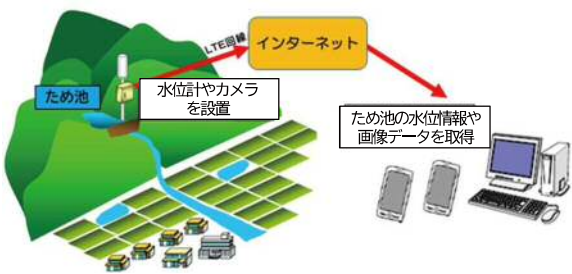 LTE回線
インターネット
ため池
水位計やカメラ
を設置
ため池の水位情報や
画像データを取得